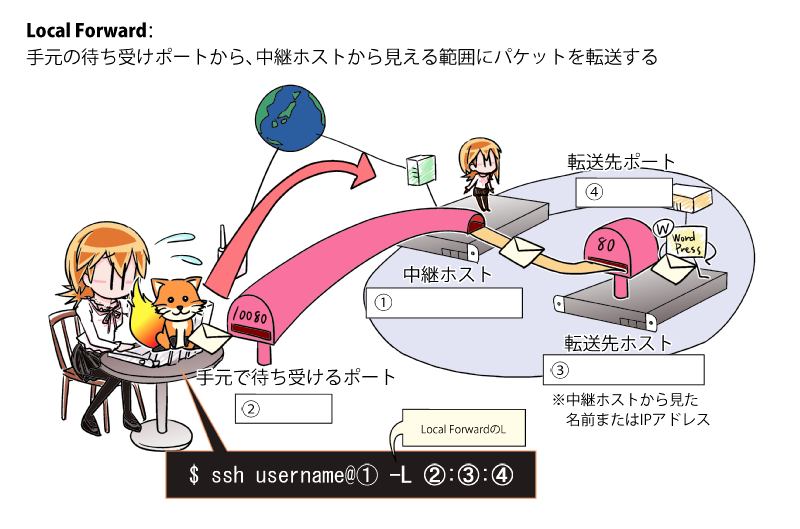 Local Forward:
手元の待ち受けポートから、中継ホストから見える範囲にパケットを転送する
転送先ポート
④
80
W
Word
Press
中継ホスト
①
10080
転送先ホスト
③
※中継ホストから見た
名前またはIPアドレス
手元で待ち受けるポート
②
Local ForwardのL
$ ssh username@① -L ②:③:④